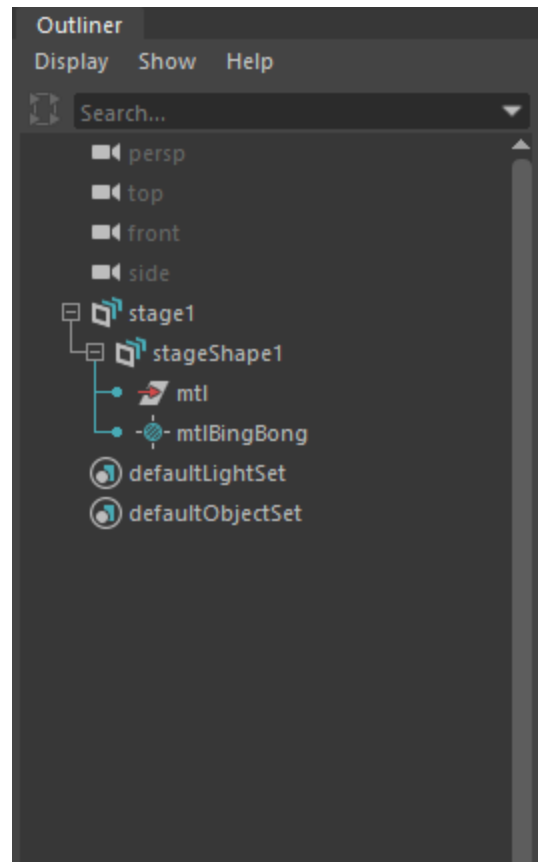 Outliner
Display Show Help
Search...
persp
top
front
side
stage1
stageShape1
mtl
mtlBingBong
defaultLightSet
defaultObjectSet